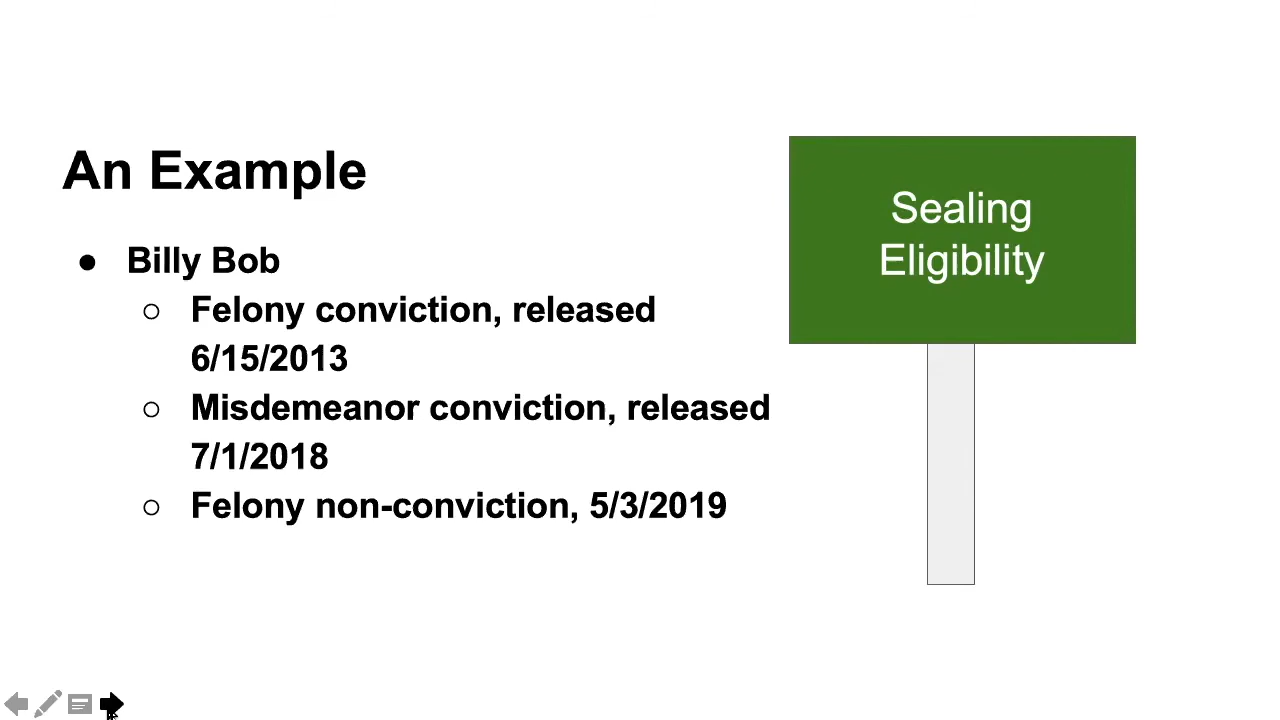 An Example
● Billy Bob
○ Felony conviction, released
6/15/2013
○ Misdemeanor conviction, released
7/1/2018
○ Felony non-conviction, 5/3/2019
Sealing
Eligibility